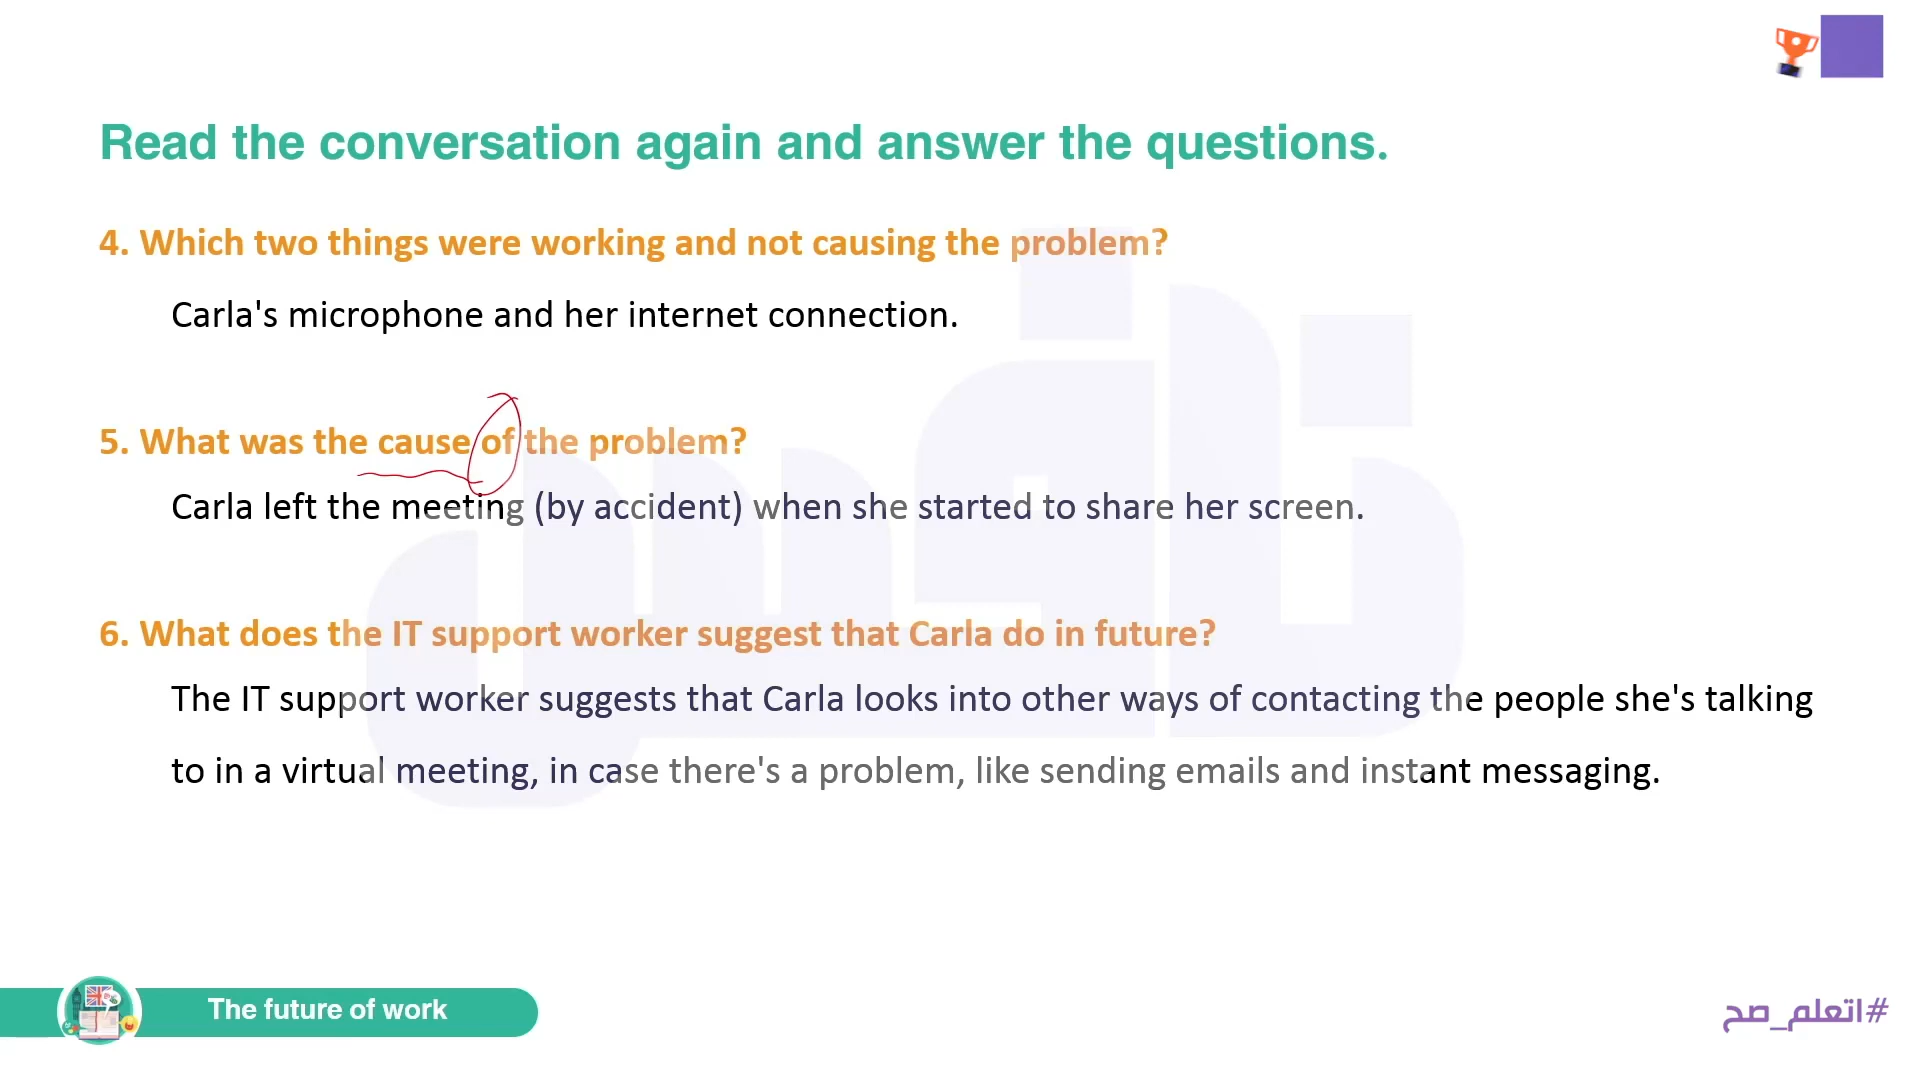 Read the conversation again and answer the questions.
4. Which two things were working and not causing the problem?
Carla's microphone and her internet connection.
5. What was the cause of the problem?
Carla left the meeting (by accident) when she started to share her screen.
6. What does the IT support worker suggest that Carla do in future?
The IT support worker suggests that Carla looks into other ways of contacting the people she's talking
to in a virtual meeting, in case there's a problem, like sending emails and instant messaging.
The future of work
#اتعلم_صح